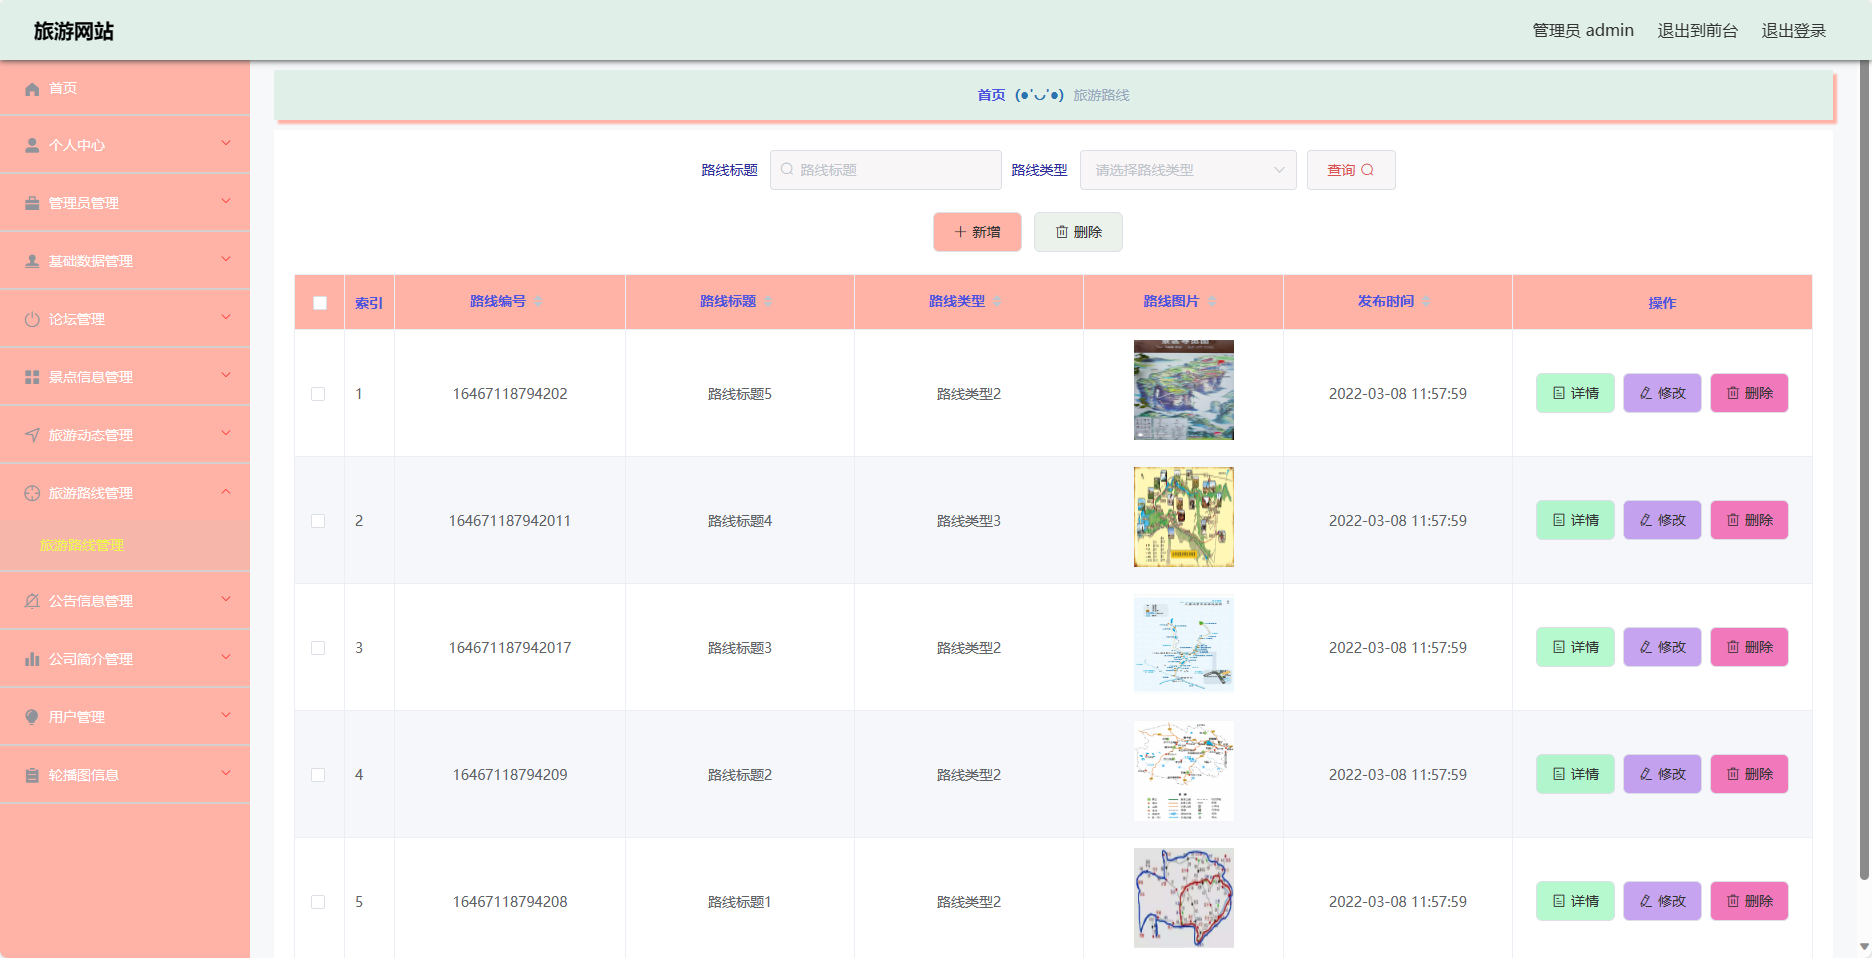 旅游网站
管理员 admin 退出到前台 退出登录
首页
个人中心
管理员管理
基础数据管理
论坛管理
景点信息管理
旅游动态管理
旅游路线管理
旅游路线管理
公告信息管理
公司简介管理
用户管理
轮播图信息
首页 (●'◡'●) 旅游路线
路线标题 路线标题 路线类型 请选择路线类型 查询
新增 删除
索引 路线编号 路线标题 路线类型 路线图片 发布时间 操作
1 16467118794202 路线标题5 路线类型2 2022-03-08 11:57:59 详情 修改 删除
2 164671187942011 路线标题4 路线类型3 2022-03-08 11:57:59 详情 修改 删除
3 164671187942017 路线标题3 路线类型2 2022-03-08 11:57:59 详情 修改 删除
4 16467118794209 路线标题2 路线类型2 2022-03-08 11:57:59 详情 修改 删除
5 16467118794208 路线标题1 路线类型2 2022-03-08 11:57:59 详情 修改 删除